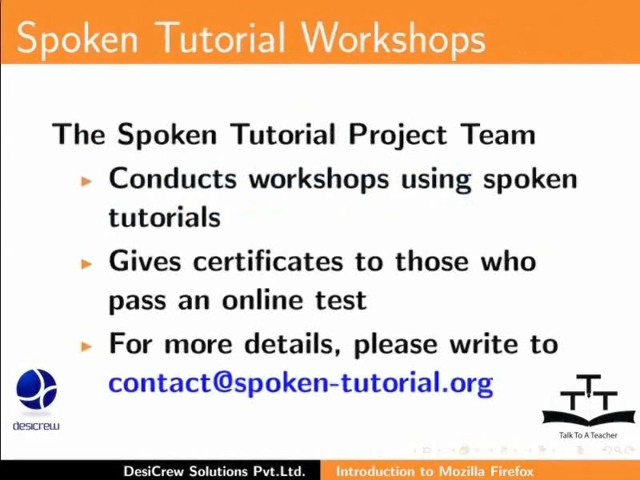 Spoken Tutorial Workshops
The Spoken Tutorial Project Team
Conducts workshops using spoken
tutorials
Gives certificates to those who
pass an online test
For more details, please write to
contact@spoken-tutorial.org
desicrew
TTT
Talk To A Teacher
DesiCrew Solutions Pvt.Ltd.
Introduction to Mozilla Firefox